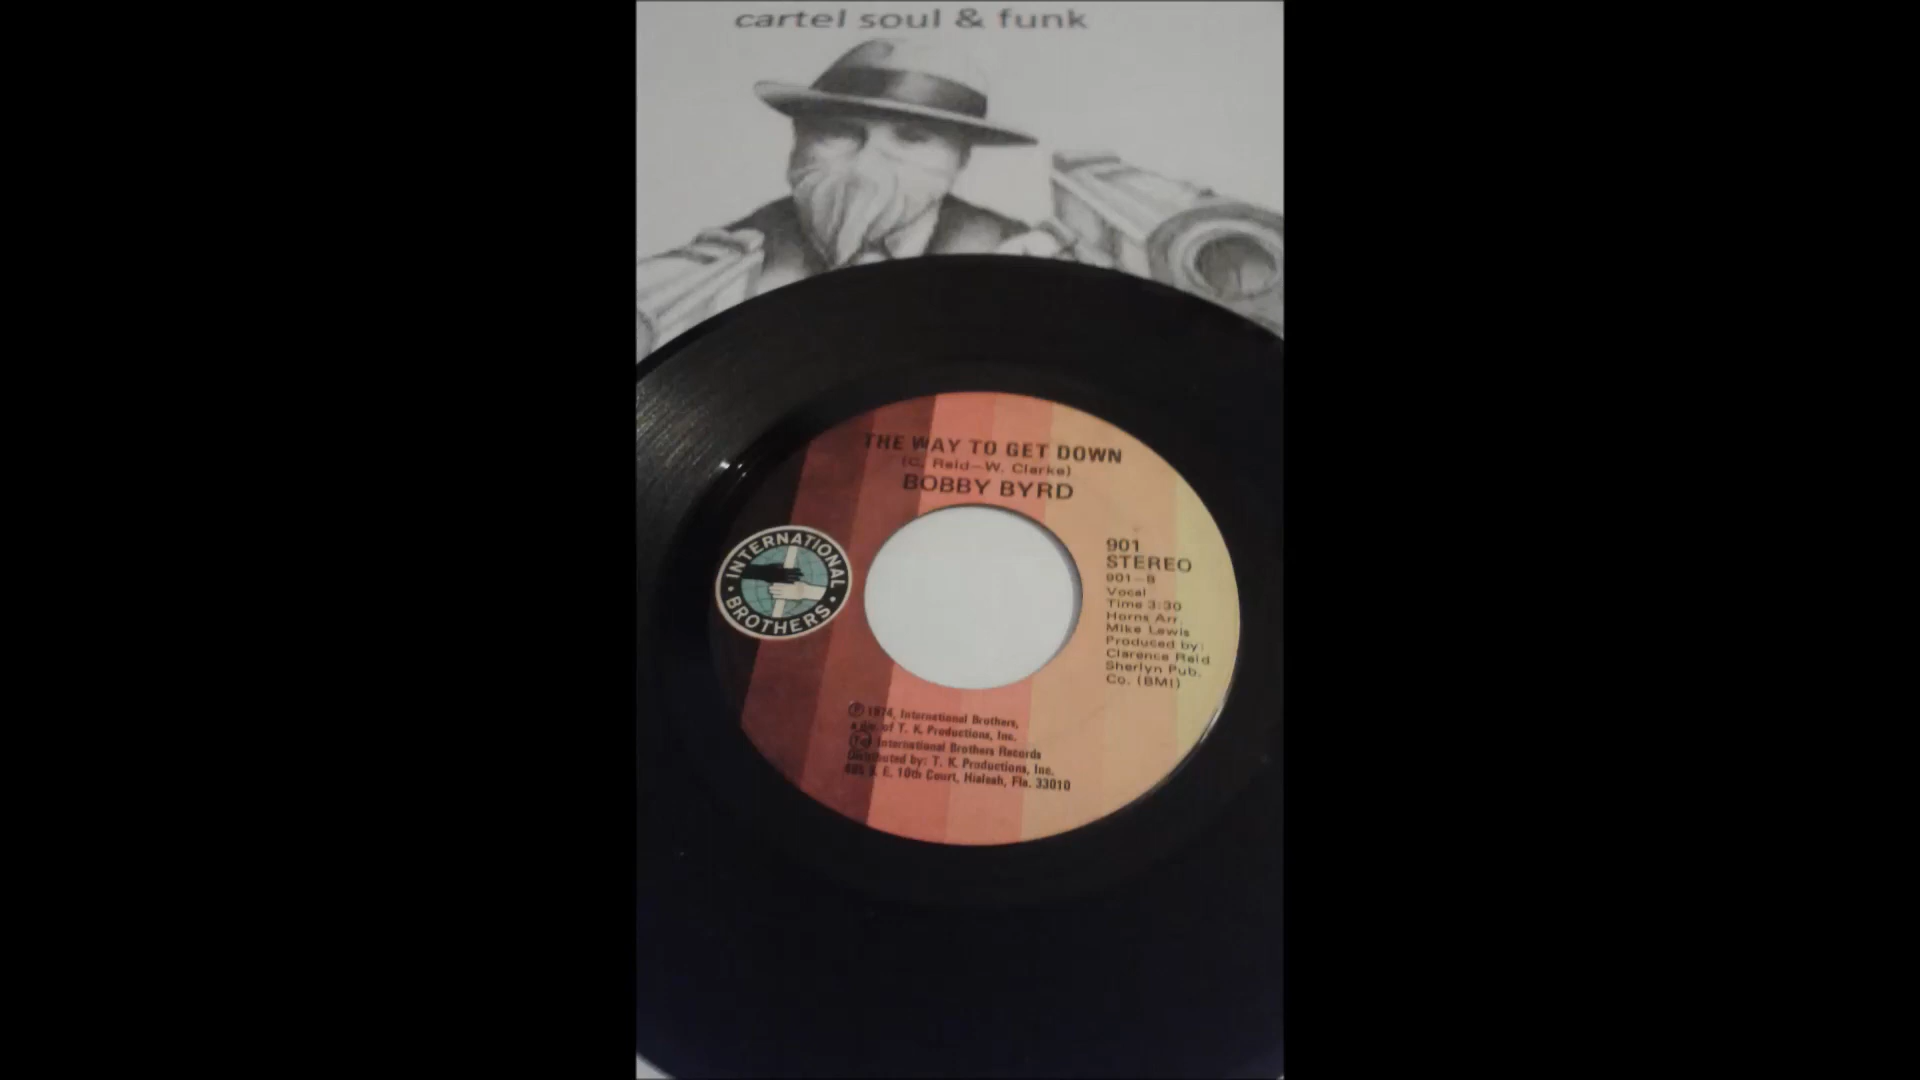 cartel soul & funk
THE WAY TO GET DOWN
(C. Reid-W. Clarke)
BOBBY BYRD
INTERNATIONAL
BROTHERS
901
STEREO
901-B
Vocal
Time 3:30
Horns Arr.
Mike Lewis
Produced by:
Clarence Reid
Sherlyn Pub.
Co. (BMI)
Ⓟ 1974, International Brothers,
a div. of T. K. Productions, Inc.
International Brothers Records
Distributed by: T. K. Productions, Inc.
E. 10th Court, Hialeah, Fla. 33010